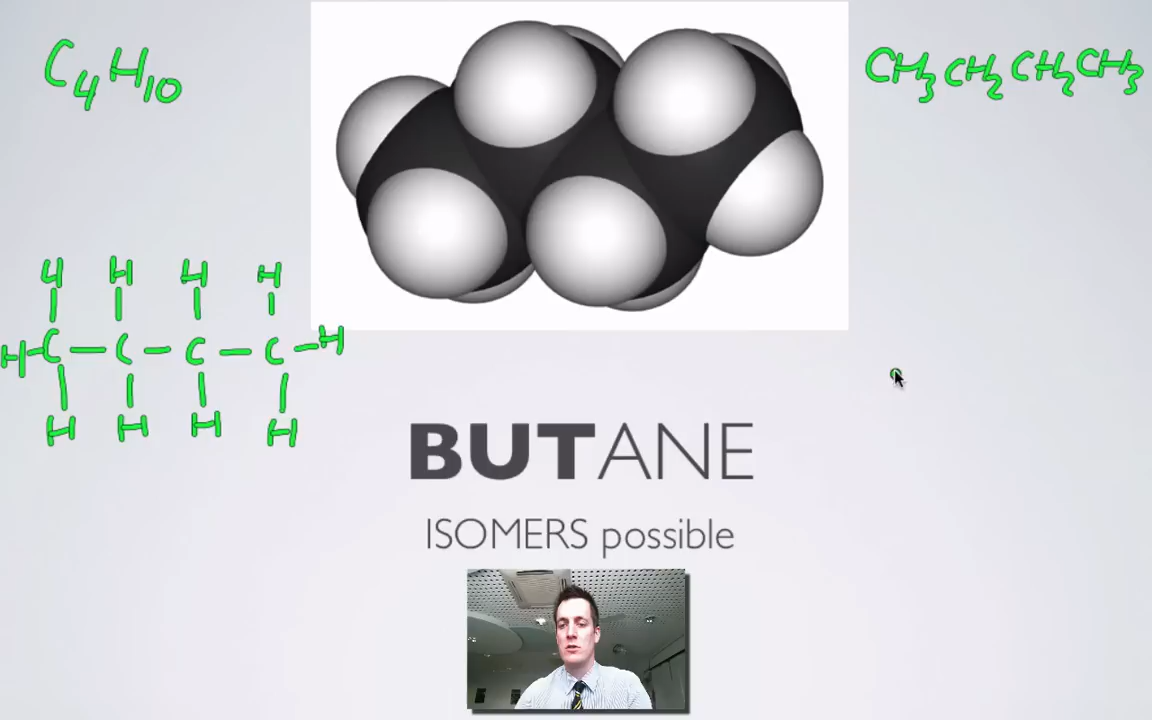 C₄H₁₀
CH₃CH₂CH₂CH₃
H H H H
H-C-C-C-C-H
H H H H
BUTANE
ISOMERS possible